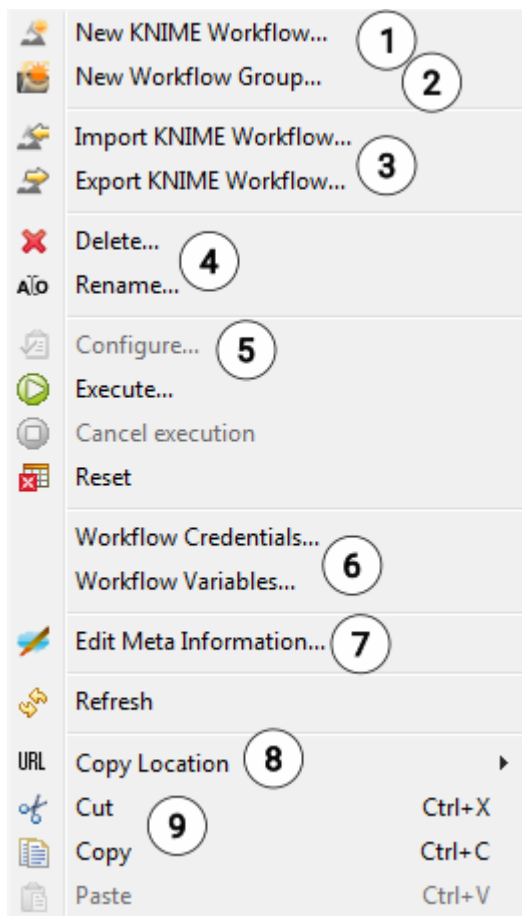 New KNIME Workflow... 1
New Workflow Group... 2
Import KNIME Workflow...
3
Export KNIME Workflow...
Delete...
4
AIo Rename...
Configure... 5
Execute...
Cancel execution
Reset
Workflow Credentials...
6
Workflow Variables...
Edit Meta Information... 7
Refresh
URL Copy Location 8
Cut Ctrl+X
9
Copy Ctrl+C
Paste Ctrl+V